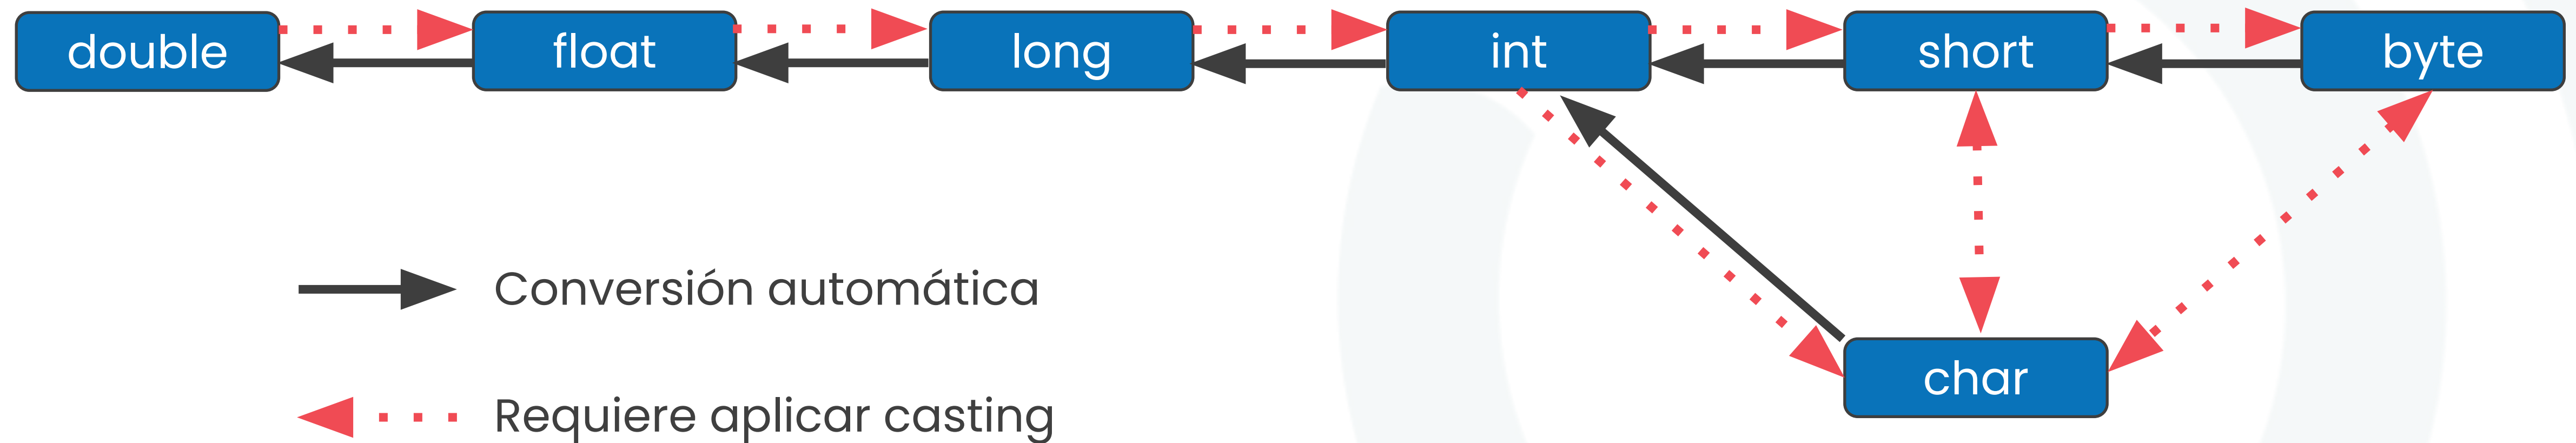 double
float
long
int
short
byte
Conversión automática
char
Requiere aplicar casting